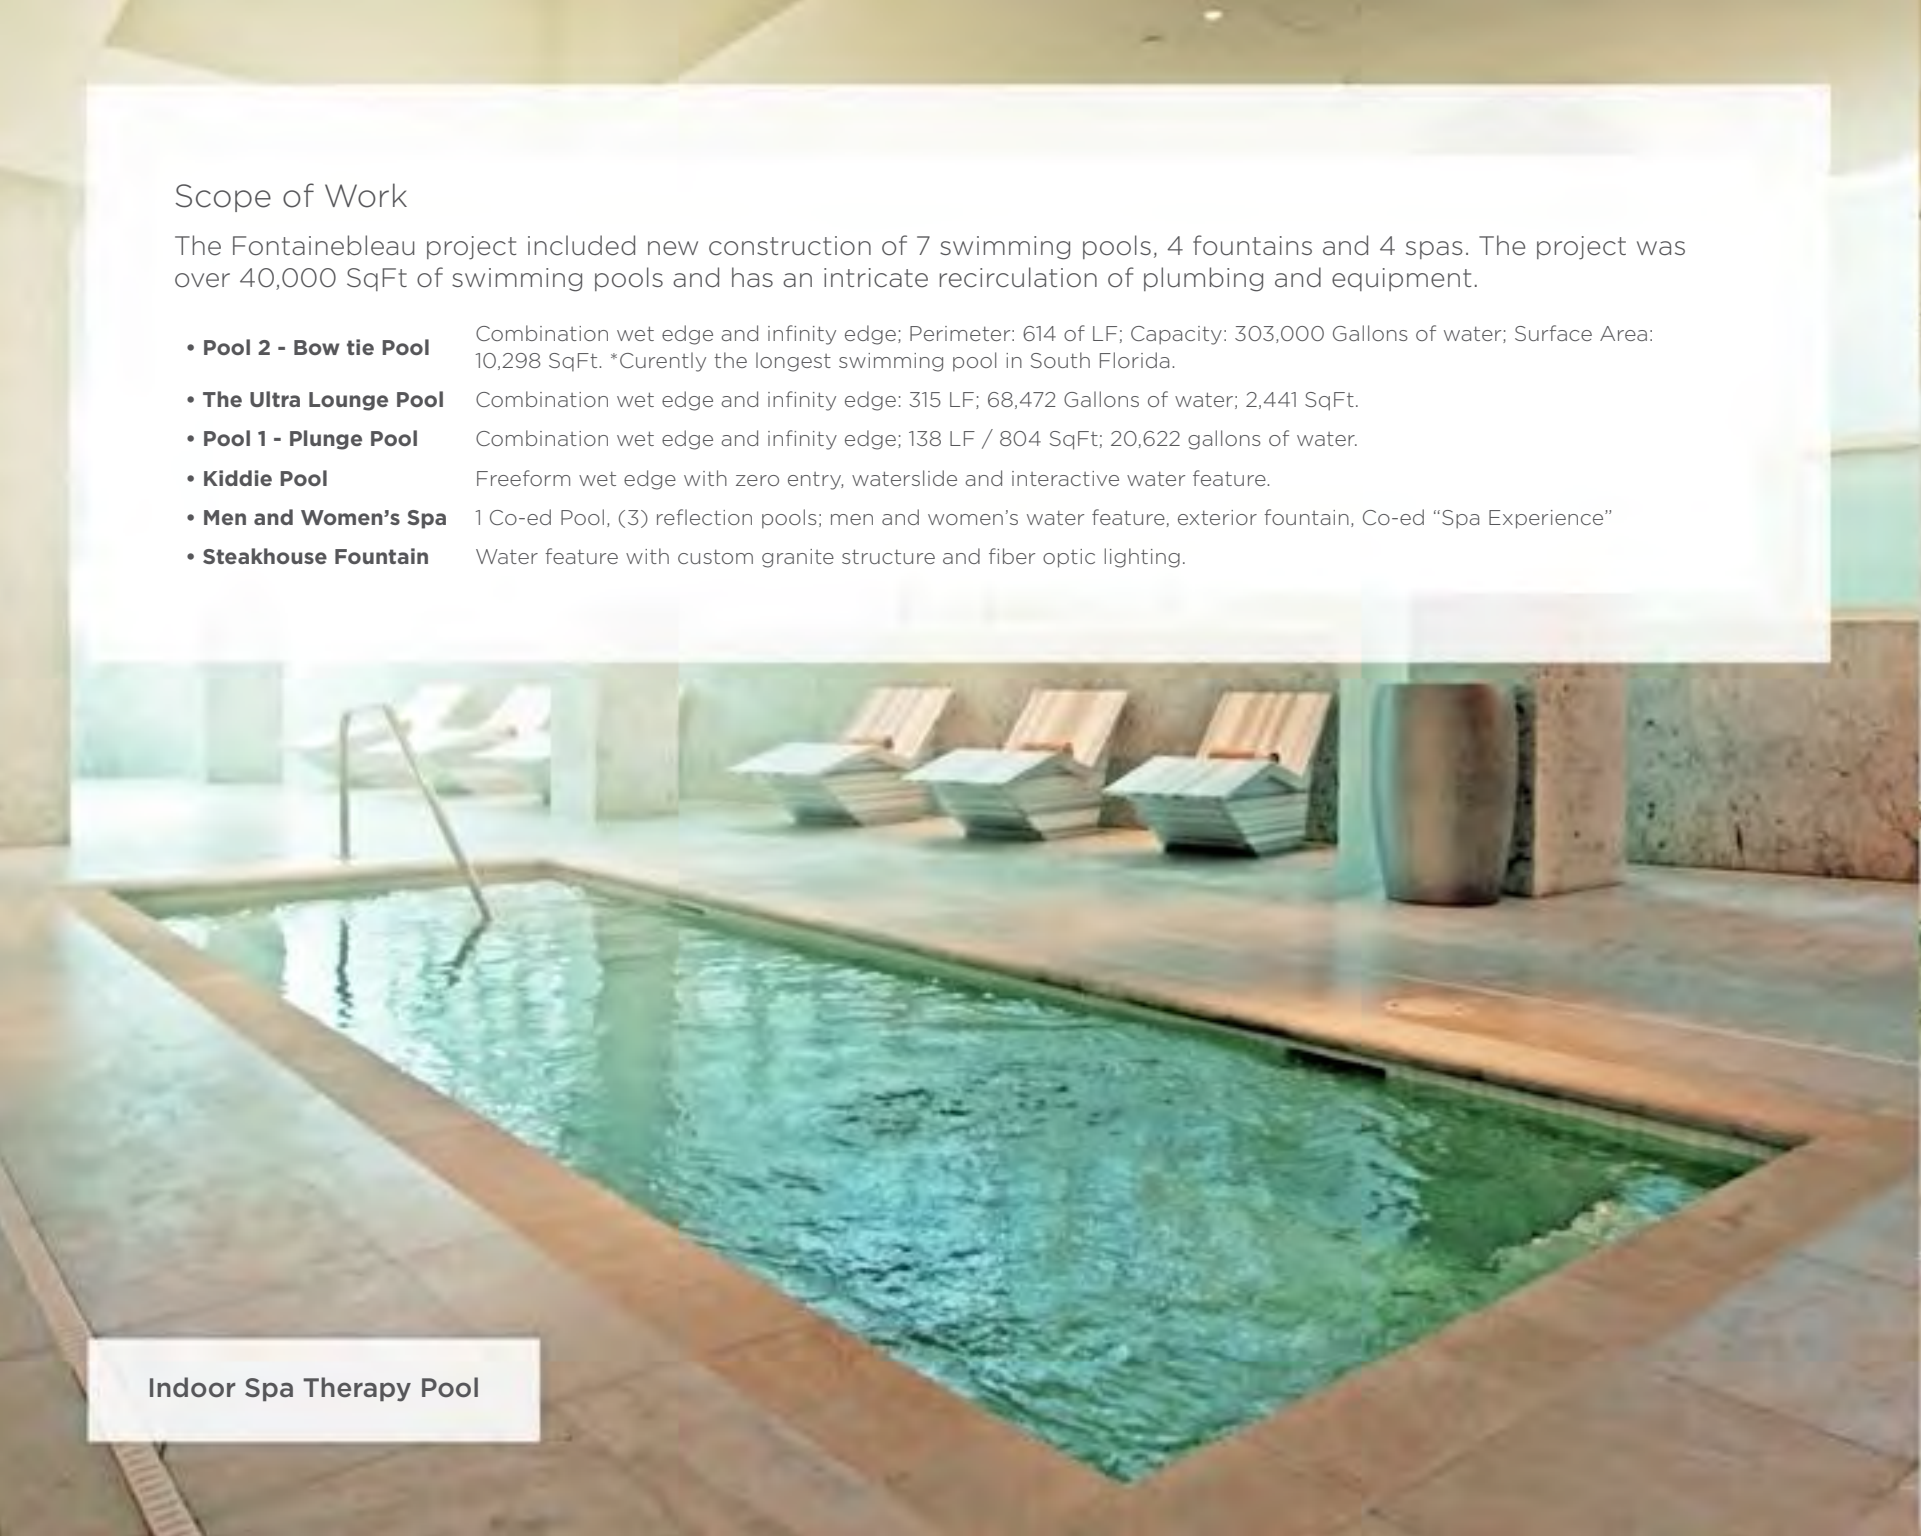 Scope of Work
The Fontainebleau project included new construction of 7 swimming pools, 4 fountains and 4 spas. The project was
over 40,000 SqFt of swimming pools and has an intricate recirculation of plumbing and equipment.
• Pool 2 - Bow tie Pool Combination wet edge and infinity edge; Perimeter: 614 of LF; Capacity: 303,000 Gallons of water; Surface Area:
10,298 SqFt. *Curently the longest swimming pool in South Florida.
• The Ultra Lounge Pool Combination wet edge and infinity edge: 315 LF; 68,472 Gallons of water; 2,441 SqFt.
• Pool 1 - Plunge Pool Combination wet edge and infinity edge; 138 LF / 804 SqFt; 20,622 gallons of water.
• Kiddie Pool Freeform wet edge with zero entry, waterslide and interactive water feature.
• Men and Women’s Spa 1 Co-ed Pool, (3) reflection pools; men and women’s water feature, exterior fountain, Co-ed “Spa Experience”
• Steakhouse Fountain Water feature with custom granite structure and fiber optic lighting.
Indoor Spa Therapy Pool